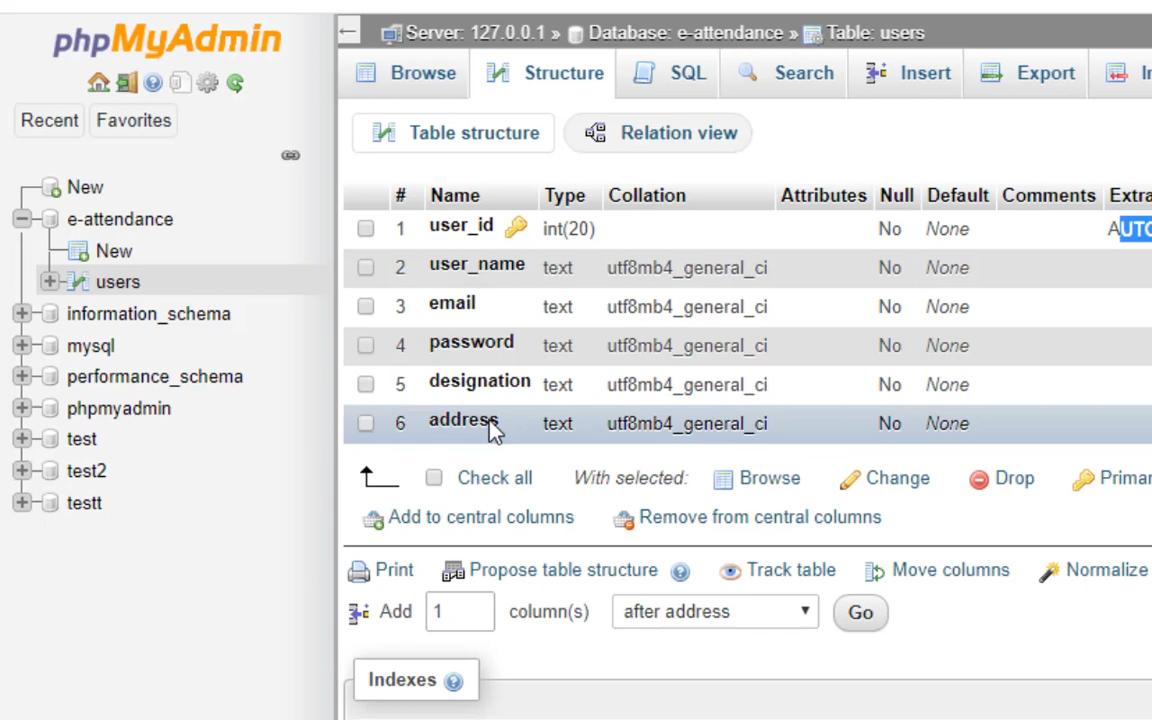 phpMyAdmin
Recent Favorites
New
e-attendance
New
users
information_schema
mysql
performance_schema
phpmyadmin
test
test2
testt
Server: 127.0.0.1 » Database: e-attendance » Table: users
Browse Structure SQL Search Insert Export
Table structure Relation view
# Name Type Collation Attributes Null Default Comments Extra
1 user_id int(20) No None AUTO
2 user_name text utf8mb4_general_ci No None
3 email text utf8mb4_general_ci No None
4 password text utf8mb4_general_ci No None
5 designation text utf8mb4_general_ci No None
6 address text utf8mb4_general_ci No None
Check all With selected: Browse Change Drop Primar
Add to central columns Remove from central columns
Print Propose table structure Track table Move columns Normalize
Add 1 column(s) after address Go
Indexes